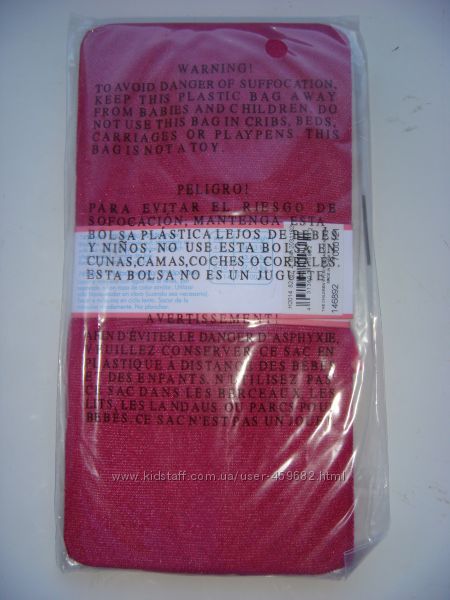 WARNING!
TO AVOID DANGER OF SUFFOCATION,
KEEP THIS PLASTIC BAG AWAY
FROM BABIES AND CHILDREN. DO
NOT USE THIS BAG IN CRIBS, BEDS,
CARRIAGES OR PLAYPENS. THIS
BAG IS NOT A TOY.
PELIGRO!
PARA EVITAR EL RIESGO DE
SOFOCACIÓN, MANTENGA ESTA
BOLSA PLÁSTICA LEJOS DE BEBÉS
Y NIÑOS. NO USE ESTA BOLSA EN
CUNAS, CAMAS, COCHES O CORRALES.
ESTA BOLSA NO ES UN JUGUETE.
AVERTISSEMENT!
AFIN D'ÉVITER LE DANGER D'ASPHYXIE,
VEUILLEZ CONSERVER CE SAC EN
PLASTIQUE A DISTANCE DES BÉBÉS
ET DES ENFANTS. N'UTILISEZ PAS
CE SAC DANS LES BERCEAUX, LES
LITS, LES LANDAUS OU PARCS POUR
BÉBÉS. CE SAC N'EST PAS UN JOUET.
H2014
148892
www.kidstaff.com.ua/user-459682.html